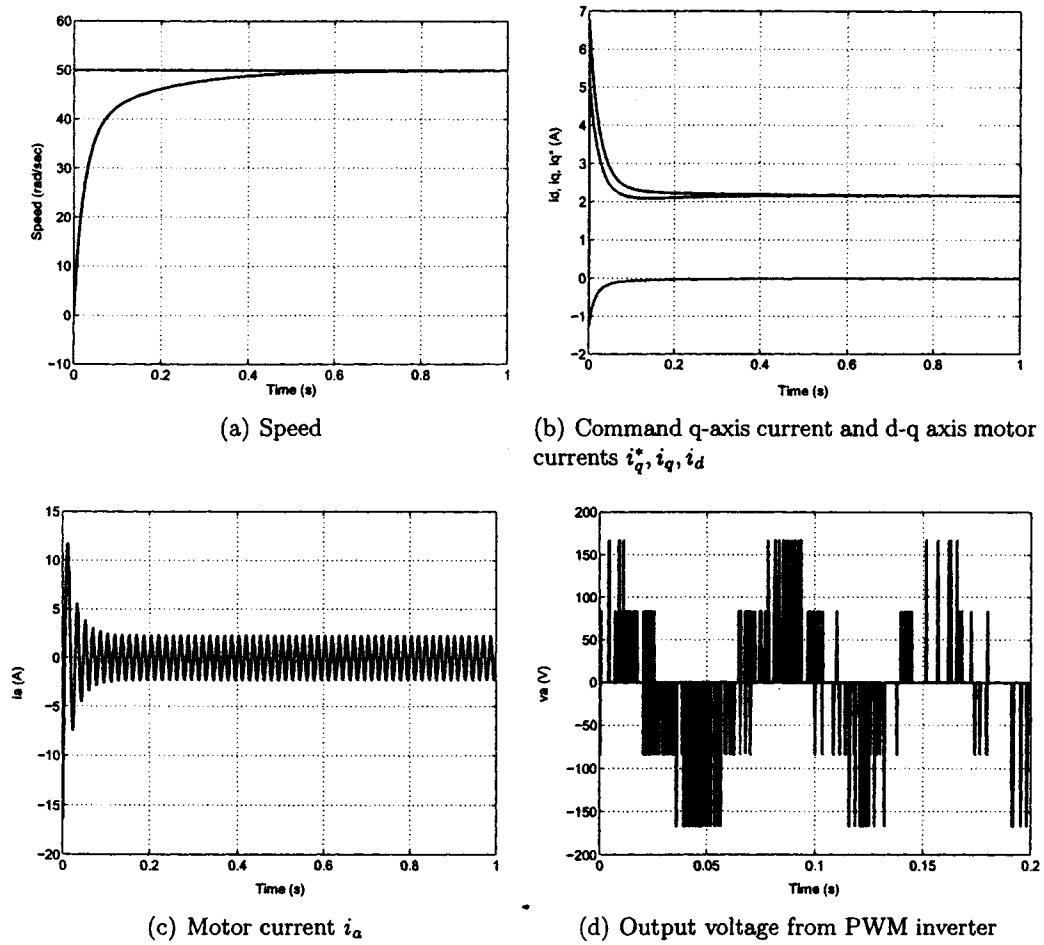 60
50
40
30
20
10
0
−10
Speed (rad/sec)
0 0.2 0.4 0.6 0.8 1
Time (s)
(a) Speed
7
6
5
4
3
2
1
0
−1
−2
Id, iq, iq* (A)
0 0.2 0.4 0.6 0.8 1
Time (s)
(b) Command q-axis current and d-q axis motor
currents i*q, iq, id
15
10
5
0
−5
−10
−15
−20
ia (A)
0 0.2 0.4 0.6 0.8 1
Time (s)
(c) Motor current ia
200
150
100
50
0
−50
−100
−150
−200
va (V)
0 0.05 0.1 0.15 0.2
Time (s)
(d) Output voltage from PWM inverter